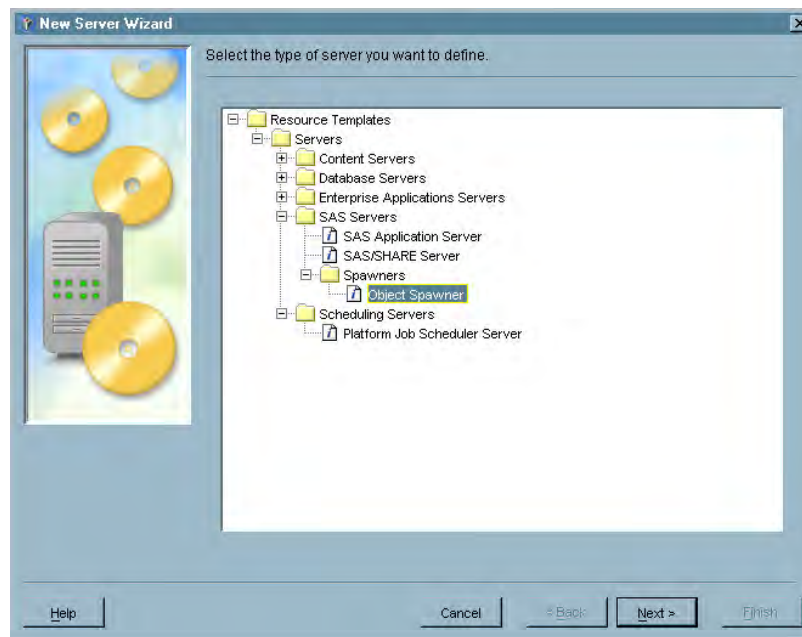 New Server Wizard
Select the type of server you want to define.
Resource Templates
Servers
Content Servers
Database Servers
Enterprise Applications Servers
SAS Servers
SAS Application Server
SAS/SHARE Server
Spawners
Object Spawner
Scheduling Servers
Platform Job Scheduler Server
Help Cancel < Back Next > Finish